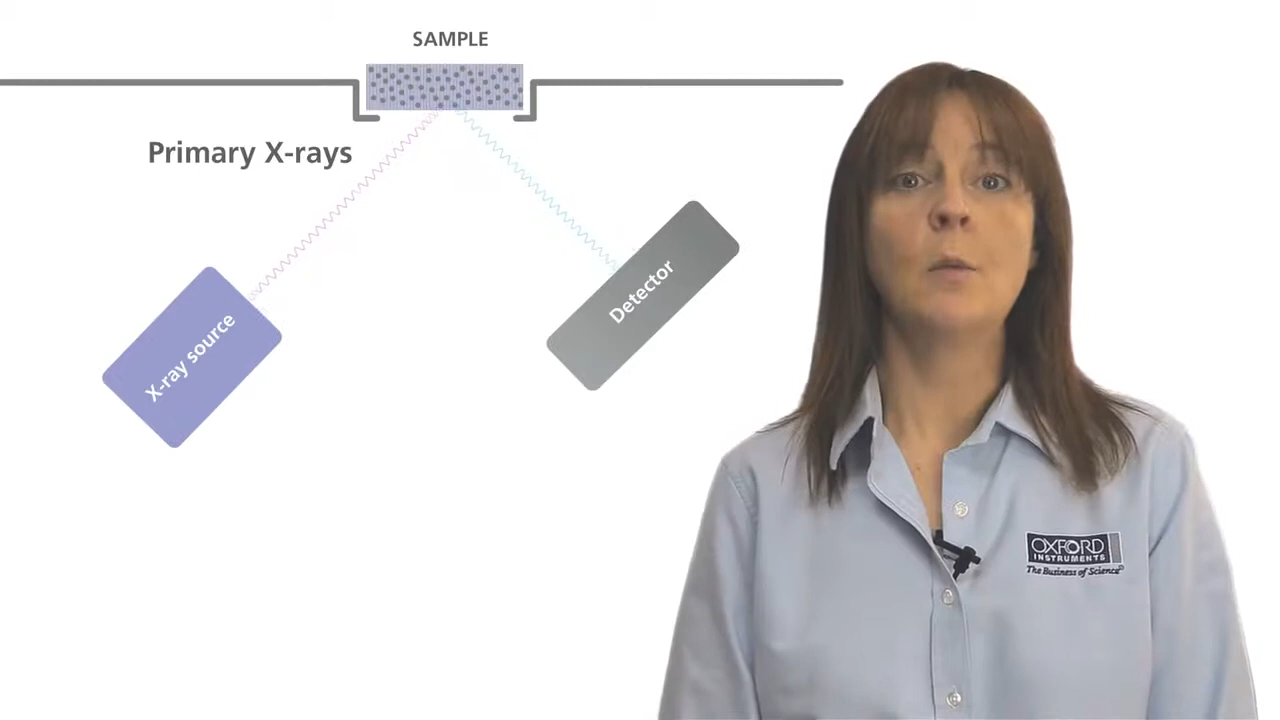 SAMPLE
Primary X-rays
X-ray source
Detector
OXFORD
INSTRUMENTS
The Business of Science®